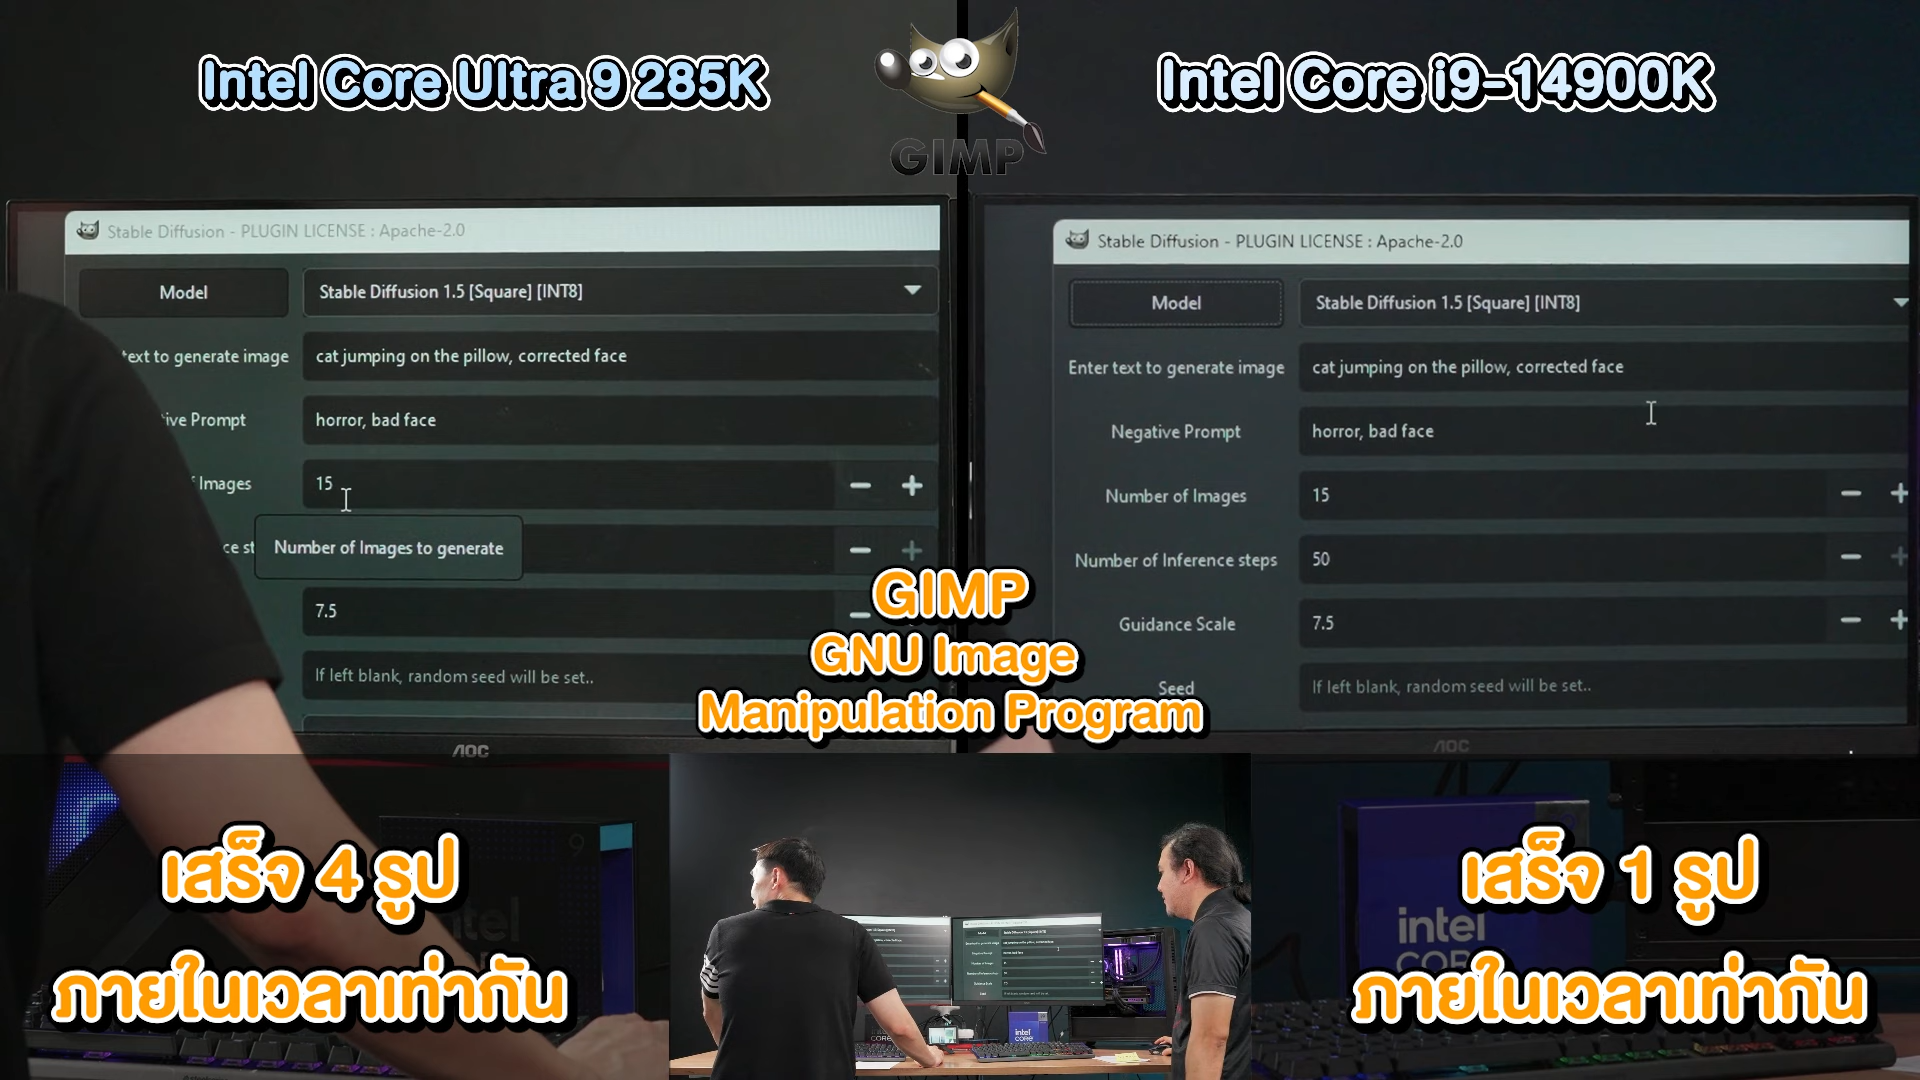 Intel Core Ultra 9 285K
GIMP
Intel Core i9-14900K
Stable Diffusion - PLUGIN LICENSE : Apache-2.0
Model
Stable Diffusion 1.5 [Square] [INT8]
text to generate image
cat jumping on the pillow, corrected face
ive Prompt
horror, bad face
f Images
15
ce st
Number of Images to generate
7.5
If left blank, random seed will be set..
AOC
Stable Diffusion - PLUGIN LICENSE : Apache-2.0
Model
Stable Diffusion 1.5 [Square] [INT8]
Enter text to generate image
cat jumping on the pillow, corrected face
Negative Prompt
horror, bad face
Number of Images
15
Number of Inference steps
50
Guidance Scale
7.5
Seed
If left blank, random seed will be set..
AOC
GIMP
GNU Image
Manipulation Program
เสร็จ 4 รูป
ภายในเวลาเท่ากัน
intel
9
intel
CORE
เสร็จ 1 รูป
ภายในเวลาเท่ากัน
intel
COR